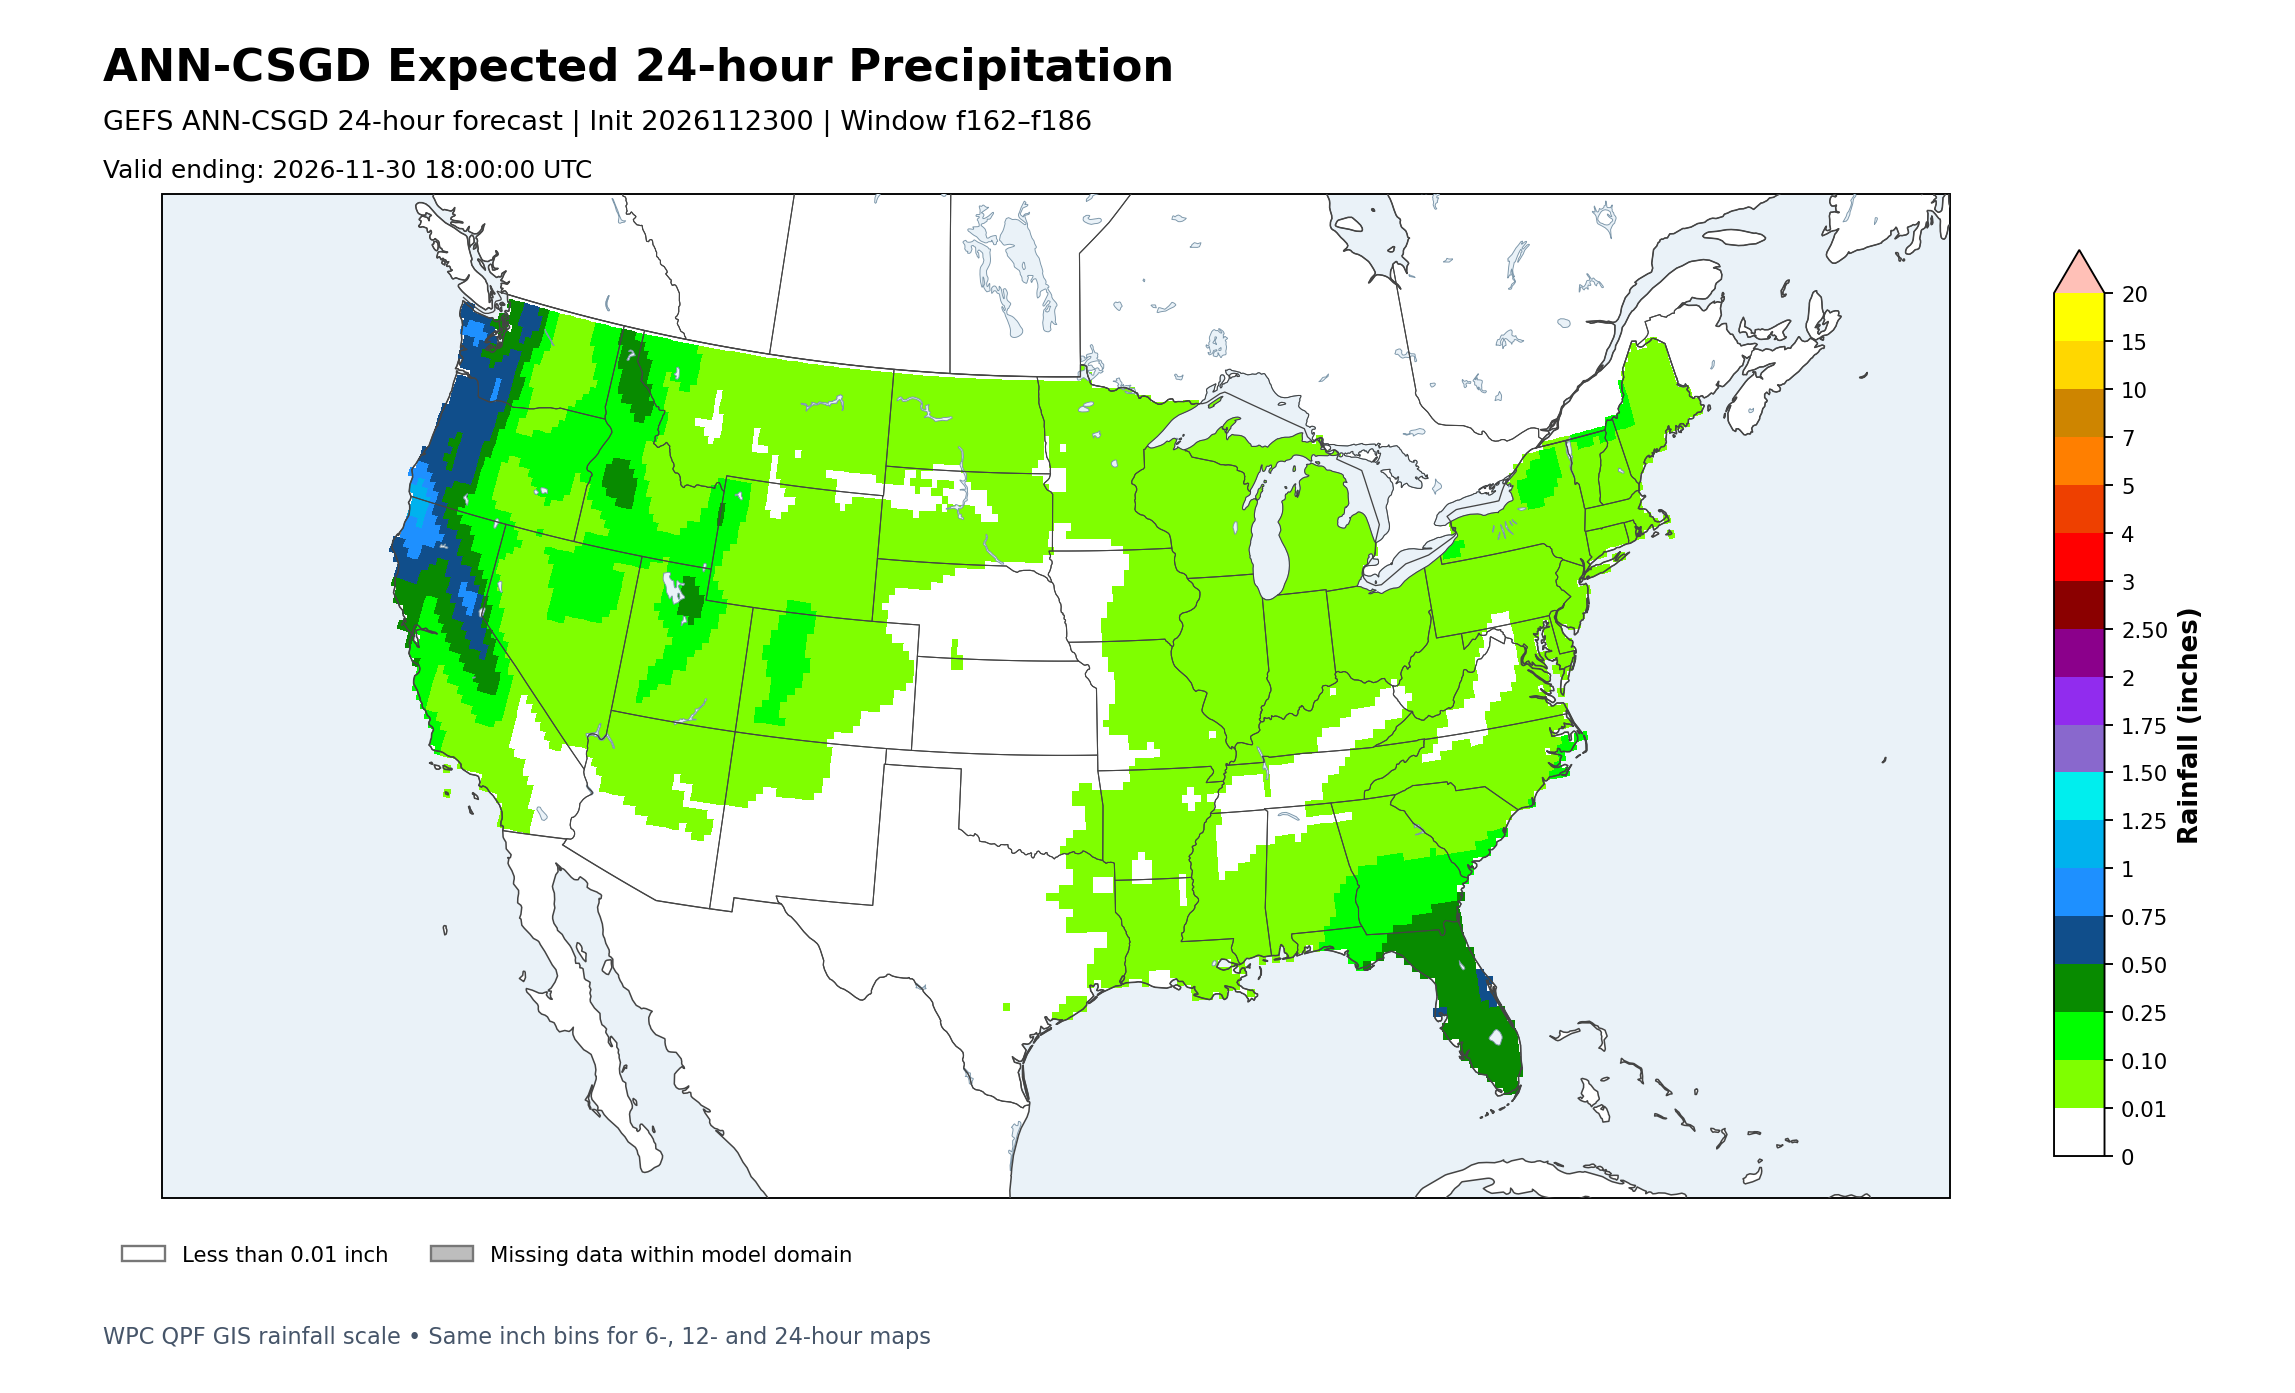 ANN-CSGD Expected 24-hour Precipitation
GEFS ANN-CSGD 24-hour forecast | Init 2026112300 | Window f162–f186
Valid ending: 2026-11-30 18:00:00 UTC
20
15
10
7
5
4
3
2.50
2
1.75
1.50
1.25
1
0.75
0.50
0.25
0.10
0.01
0
Rainfall (inches)
Less than 0.01 inch
Missing data within model domain
WPC QPF GIS rainfall scale • Same inch bins for 6-, 12- and 24-hour maps